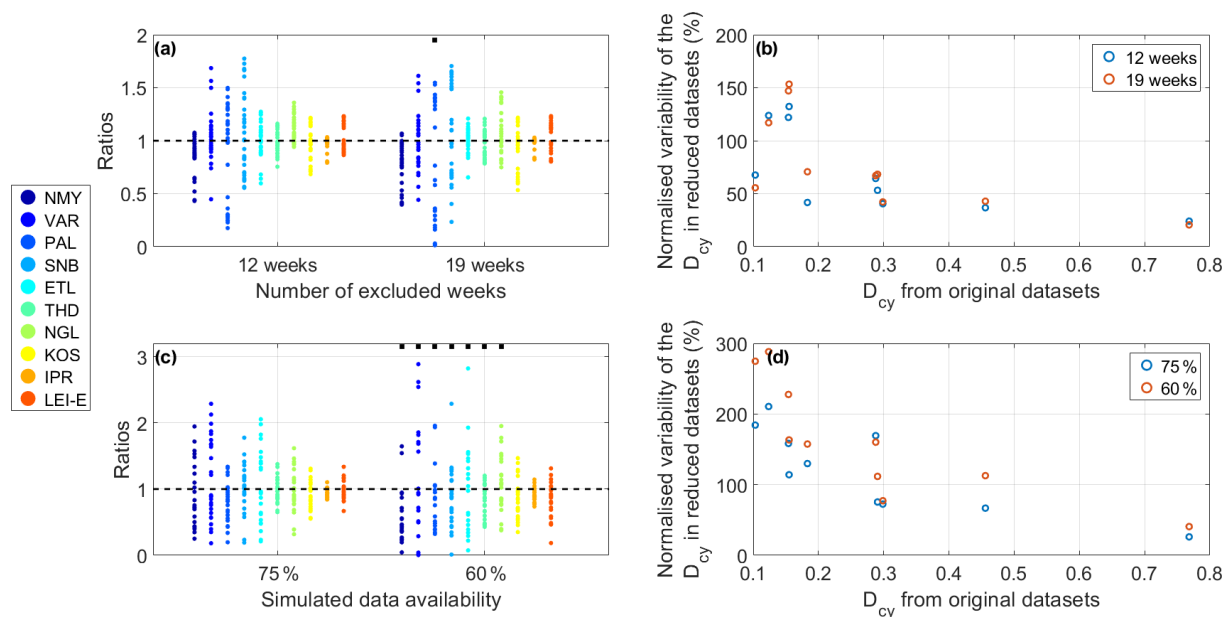 NMY
VAR
PAL
SNB
ETL
THD
NGL
KOS
IPR
LEI-E
(a)
2
1.5
1
0.5
0
Ratios
12 weeks
19 weeks
Number of excluded weeks
(b)
200
150
100
50
0
Normalised variability of the
D_cy in reduced datasets (%)
12 weeks
19 weeks
0.1 0.2 0.3 0.4 0.5 0.6 0.7 0.8
D_cy from original datasets
(c)
3
2
1
0
Ratios
75 %
60 %
Simulated data availability
(d)
300
200
100
0
Normalised variability of the
D_cy in reduced datasets (%)
75 %
60 %
0.1 0.2 0.3 0.4 0.5 0.6 0.7 0.8
D_cy from original datasets